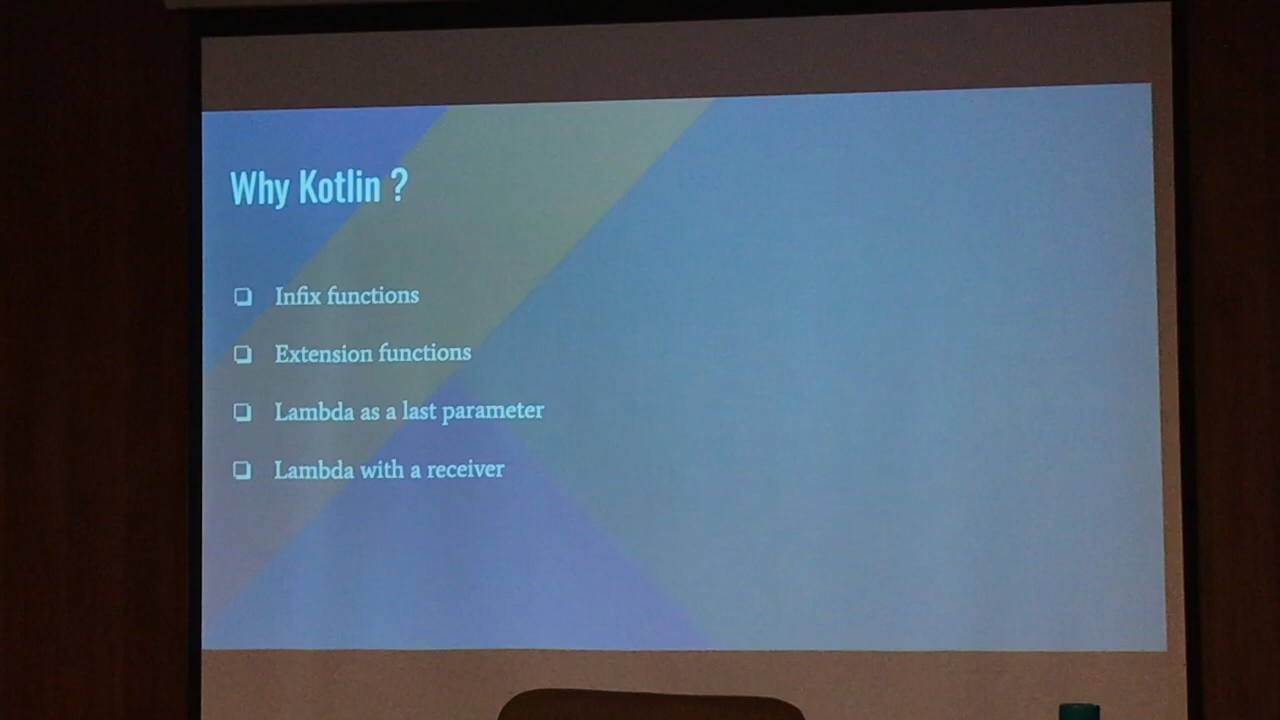 Why Kotlin ?
❏ Infix functions
❏ Extension functions
❏ Lambda as a last parameter
❏ Lambda with a receiver